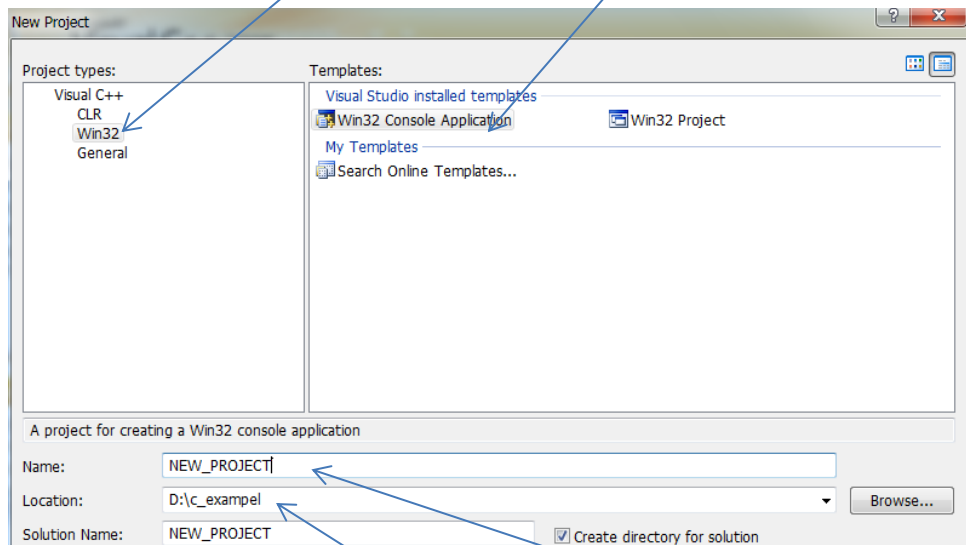 New Project
Project types:
Templates:
Visual C++
CLR
Win32
General
Visual Studio installed templates
Win32 Console Application
Win32 Project
My Templates
Search Online Templates...
A project for creating a Win32 console application
Name:
NEW_PROJECT
Location:
D:\c_exampel
Browse...
Solution Name:
NEW_PROJECT
Create directory for solution